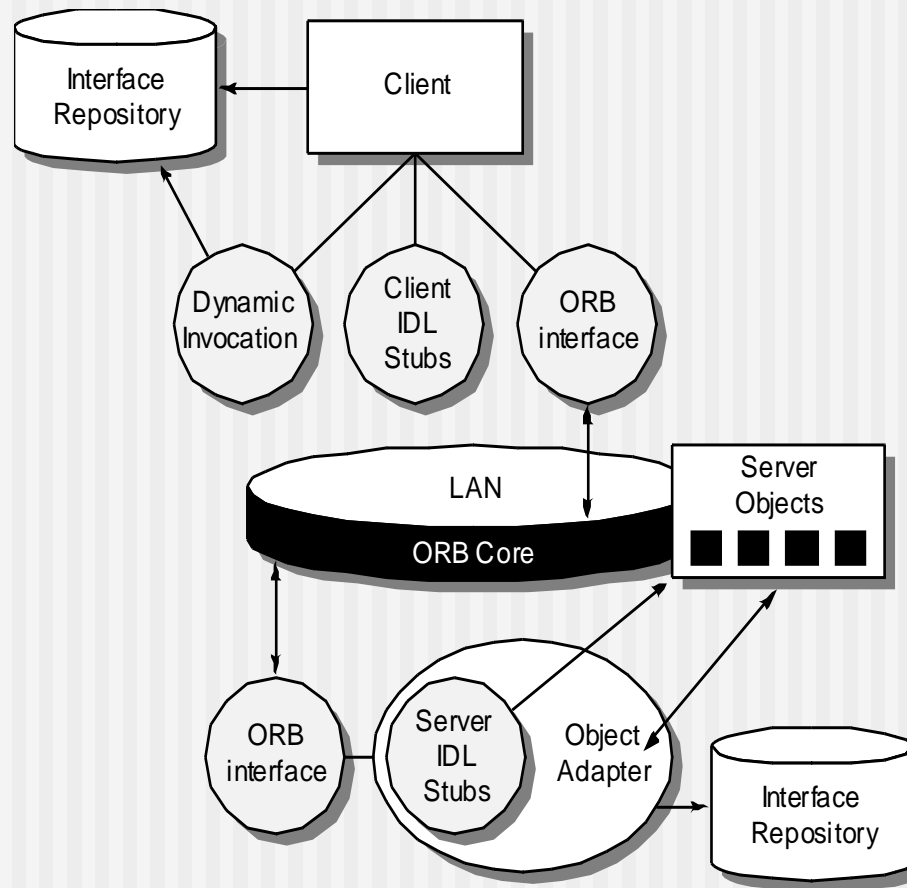 Interface
Repository
Client
Dynamic
Invocation
Client
IDL
Stubs
ORB
interface
LAN
ORB Core
Server
Objects
ORB
interface
Server
IDL
Stubs
Object
Adapter
Interface
Repository